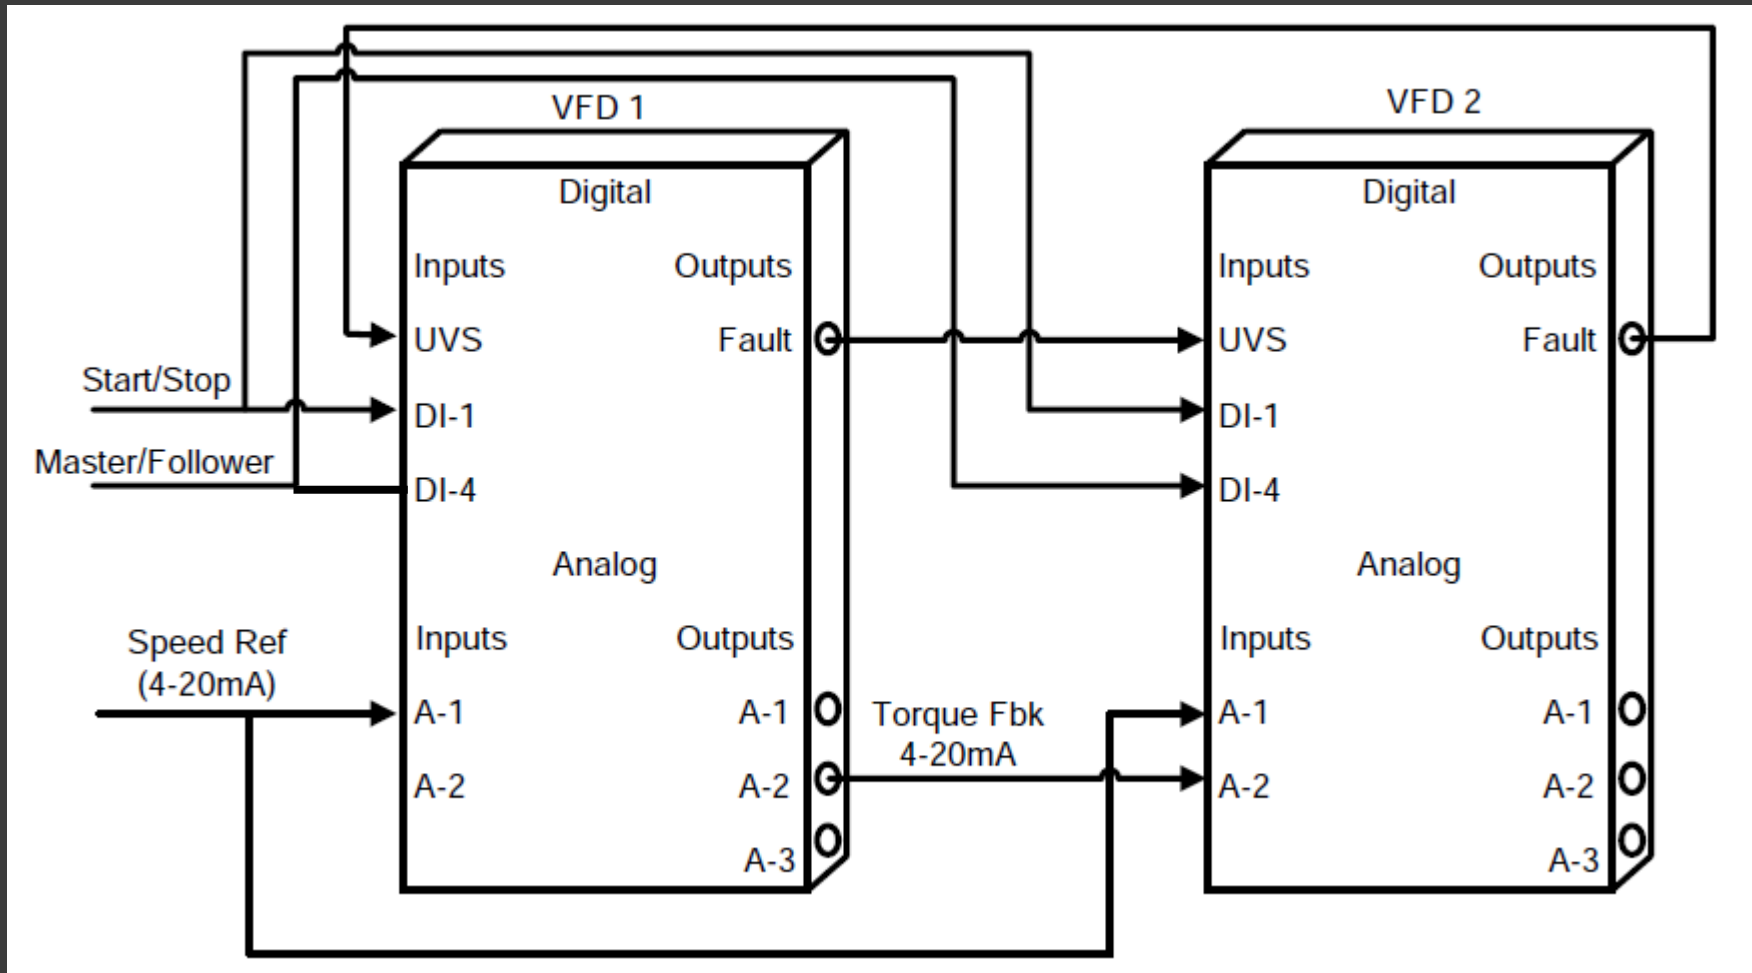 VFD 1
VFD 2
Digital
Inputs
Outputs
UVS
Fault
DI-1
DI-4
Analog
Inputs
Outputs
A-1
A-1
A-2
A-2
A-3
Start/Stop
Master/Follower
Speed Ref
(4-20mA)
Torque Fbk
4-20mA
Digital
Inputs
Outputs
UVS
Fault
DI-1
DI-4
Analog
Inputs
Outputs
A-1
A-1
A-2
A-2
A-3